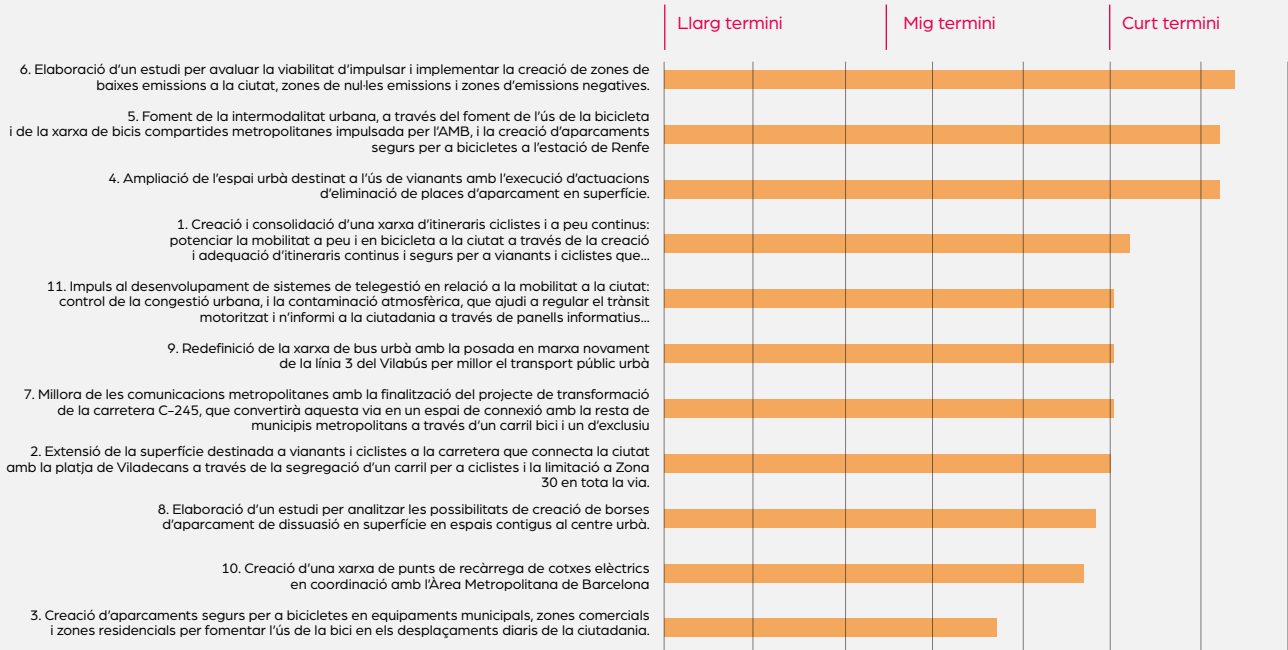 Llarg termini
Mig termini
Curt termini
6. Elaboració d'un estudi per avaluar la viabilitat d'impulsar i implementar la creació de zones de
baixes emissions a la ciutat, zones de nul·les emissions i zones d'emissions negatives.
5. Foment de la intermodalitat urbana, a través del foment de l'ús de la bicicleta
i de la xarxa de bicis compartides metropolitanes impulsada per l'AMB, i la creació d'aparcaments
segurs per a bicicletes a l'estació de Renfe
4. Ampliació de l'espai urbà destinat a l'ús de vianants amb l'execució d'actuacions
d'eliminació de places d'aparcament en superfície.
1. Creació i consolidació d'una xarxa d'itineraris ciclistes i a peu continus:
potenciar la mobilitat a peu i en bicicleta a la ciutat a través de la creació
i adequació d'itineraris continus i segurs per a vianants i ciclistes que...
11. Impuls al desenvolupament de sistemes de telegestió en relació a la mobilitat a la ciutat:
control de la congestió urbana, i la contaminació atmosfèrica, que ajudi a regular el trànsit
motoritzat i n'informi a la ciutadania a través de panells informatius...
9. Redefinició de la xarxa de bus urbà amb la posada en marxa novament
de la línia 3 del Vilabús per millor el transport públic urbà
7. Millora de les comunicacions metropolitanes amb la finalització del projecte de transformació
de la carretera C-245, que convertirà aquesta via en un espai de connexió amb la resta de
municipis metropolitans a través d'un carril bici i un d'exclusiu
2. Extensió de la superfície destinada a vianants i ciclistes a la carretera que connecta la ciutat
amb la platja de Viladecans a través de la segregació d'un carril per a ciclistes i la limitació a Zona
30 en tota la via.
8. Elaboració d'un estudi per analitzar les possibilitats de creació de borses
d'aparcament de dissuasió en superfície en espais contigus al centre urbà.
10. Creació d'una xarxa de punts de recàrrega de cotxes elèctrics
en coordinació amb l'Àrea Metropolitana de Barcelona
3. Creació d'aparcaments segurs per a bicicletes en equipaments municipals, zones comercials
i zones residencials per fomentar l'ús de la bici en els desplaçaments diaris de la ciutadania.